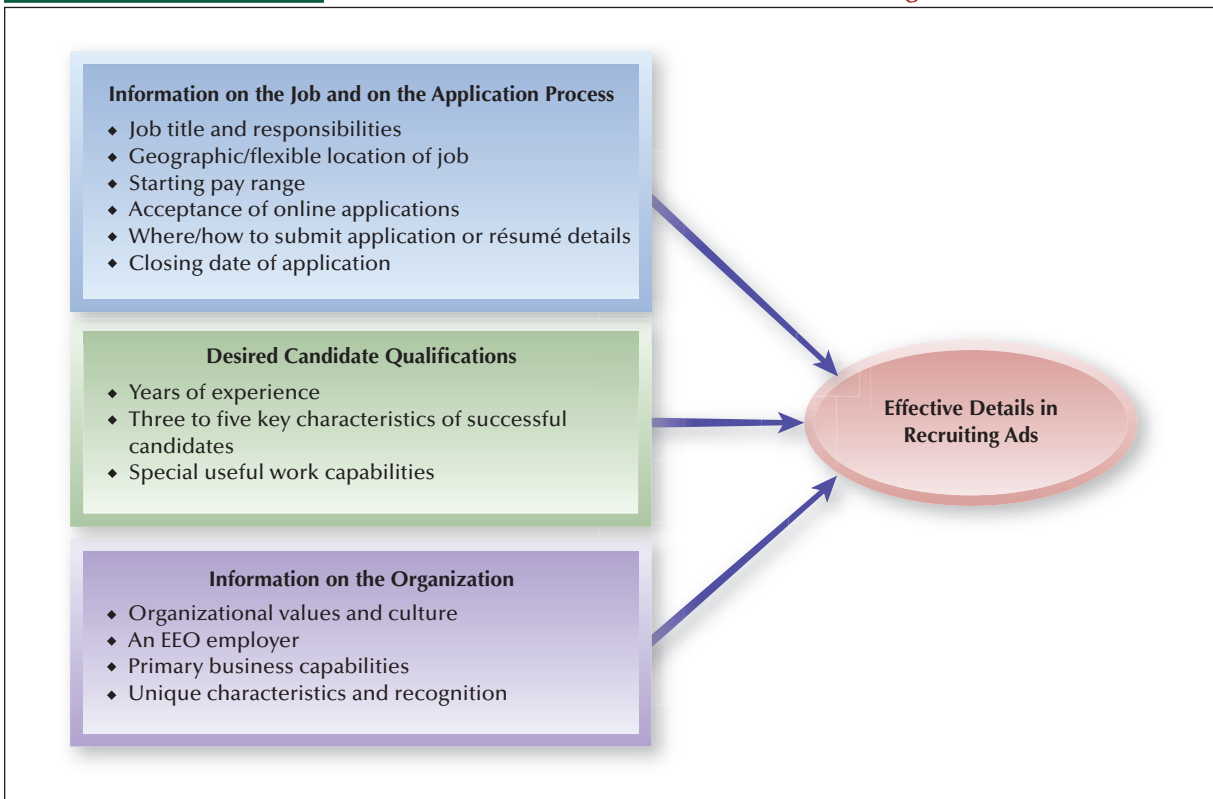 Information on the Job and on the Application Process
◆ Job title and responsibilities
◆ Geographic/flexible location of job
◆ Starting pay range
◆ Acceptance of online applications
◆ Where/how to submit application or résumé details
◆ Closing date of application
Desired Candidate Qualifications
◆ Years of experience
◆ Three to five key characteristics of successful
candidates
◆ Special useful work capabilities
Information on the Organization
◆ Organizational values and culture
◆ An EEO employer
◆ Primary business capabilities
◆ Unique characteristics and recognition
Effective Details in
Recruiting Ads